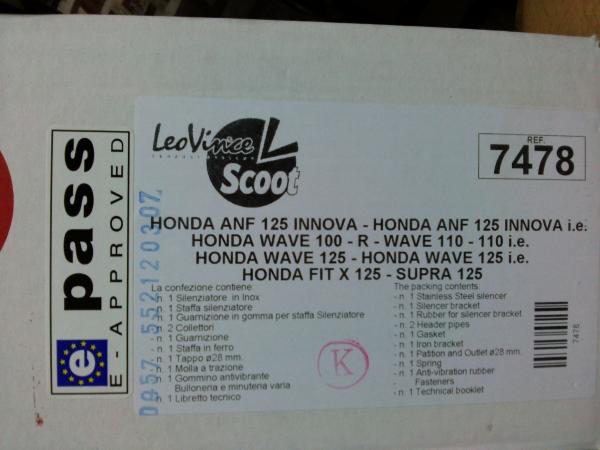 LeoVince
Scoot
REF.
7478
e pass
E-APPROVED
0457 552120307
HONDA ANF 125 INNOVA - HONDA ANF 125 INNOVA i.e.
HONDA WAVE 100 - R - WAVE 110 - 110 i.e.
HONDA WAVE 125 - HONDA WAVE 125 i.e.
HONDA FIT X 125 - SUPRA 125
La confezione contiene:
- n. 1 Silenziatore in Inox
- n. 1 Staffa silenziatore
- n. 1 Guarnizione in gomma per staffa Silenziatore
- n. 2 Collettori
- n. 1 Guarnizione
- n. 1 Staffa in ferro
- n. 1 Tappo ø28 mm.
- n. 1 Molla a trazione
- n. 1 Gommino antivibrante
Bulloneria e minuteria varia
- n. 1 Libretto tecnico
K
The packing contents:
- n. 1 Stainless Steel silencer
- n. 1 Silencer bracket
- n. 1 Rubber for silencer bracket
- n. 2 Header pipes
- n. 1 Gasket
- n. 1 Iron bracket
- n. 1 Patition and Outlet ø28 mm.
- n. 1 Spring
- n. 1 Anti-vibration rubber
- Fasteners
- n. 1 Technical booklet
7478